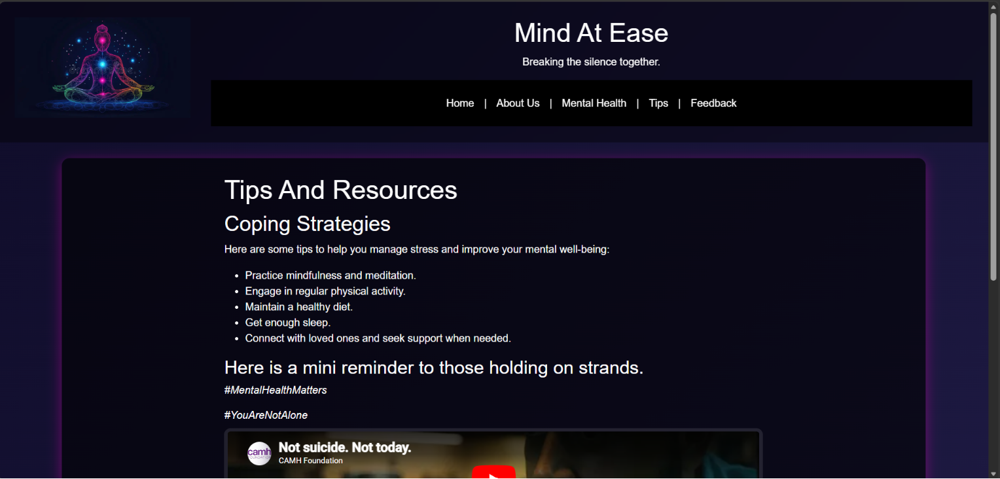 Mind At Ease
Breaking the silence together.
Home | About Us | Mental Health | Tips | Feedback
Tips And Resources
Coping Strategies
Here are some tips to help you manage stress and improve your mental well-being:
• Practice mindfulness and meditation.
• Engage in regular physical activity.
• Maintain a healthy diet.
• Get enough sleep.
• Connect with loved ones and seek support when needed.
Here is a mini reminder to those holding on strands.
#MentalHealthMatters
#YouAreNotAlone
camh
FOUNDATION
Not suicide. Not today.
CAMH Foundation